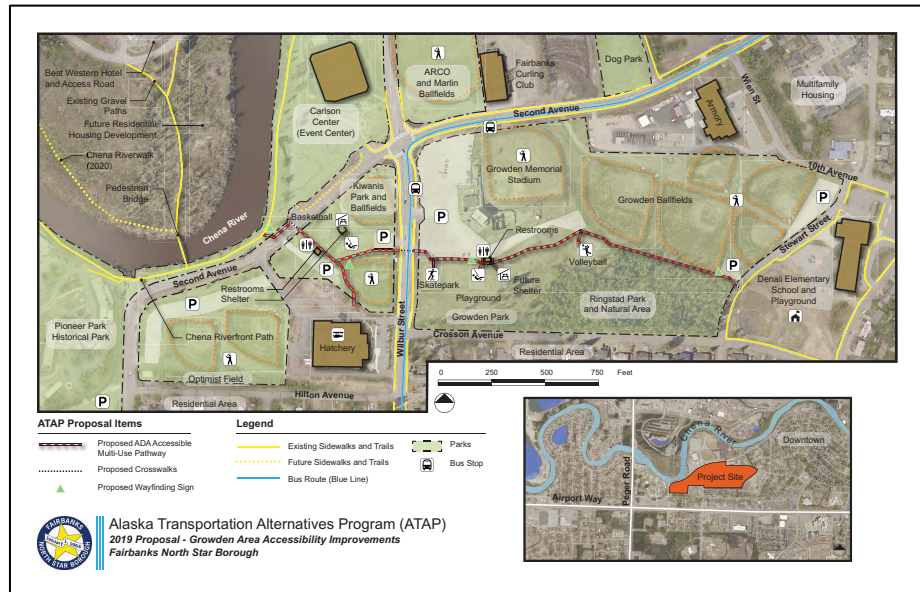 Best Western Hotel
and Access Road
Existing Gravel
Paths
Future Residential
Housing Development
Chena Riverwalk
(2020)
Pedestrian
Bridge
Chena River
Carlson
Center
(Event Center)
ARCO
and Marlin
Ballfields
Fairbanks
Curling
Club
Dog Park
Second Avenue
Armory
Wien St
Multifamily
Housing
10th Avenue
Growden Memorial
Stadium
Growden Ballfields
Kiwanis
Park and
Ballfields
Basketball
P
P
P
P
P
P
P
Restrooms
Stewart Street
Second Avenue
Restrooms
Shelter
Skatepark
Playground
Future
Shelter
Volleyball
Growden Park
Ringstad Park
and Natural Area
Denali Elementary
School and
Playground
Pioneer Park
Historical Park
Chena Riverfront Path
Hatchery
Wilbur Street
Crosson Avenue
Residential Area
Optimist Field
Hilton Avenue
Residential Area
0 250 500 750 Feet
ATAP Proposal Items
Proposed ADA Accessible
Multi-Use Pathway
Proposed Crosswalks
Proposed Wayfinding Sign
Legend
Existing Sidewalks and Trails
Future Sidewalks and Trails
Bus Route (Blue Line)
Parks
Bus Stop
Chena River
Downtown
Peger Road
Project Site
Airport Way
FAIRBANKS
January 1, 1964
NORTH STAR BOROUGH
Alaska Transportation Alternatives Program (ATAP)
2019 Proposal - Growden Area Accessibility Improvements
Fairbanks North Star Borough